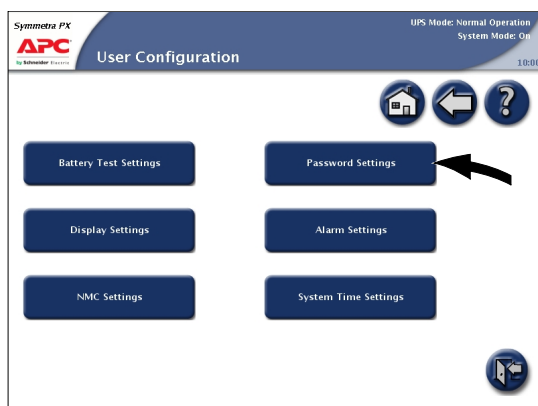 Symmetra PX
APC
by Schneider Electric
User Configuration
UPS Mode: Normal Operation
System Mode: On
?
Battery Test Settings
Password Settings
Display Settings
Alarm Settings
NMC Settings
System Time Settings